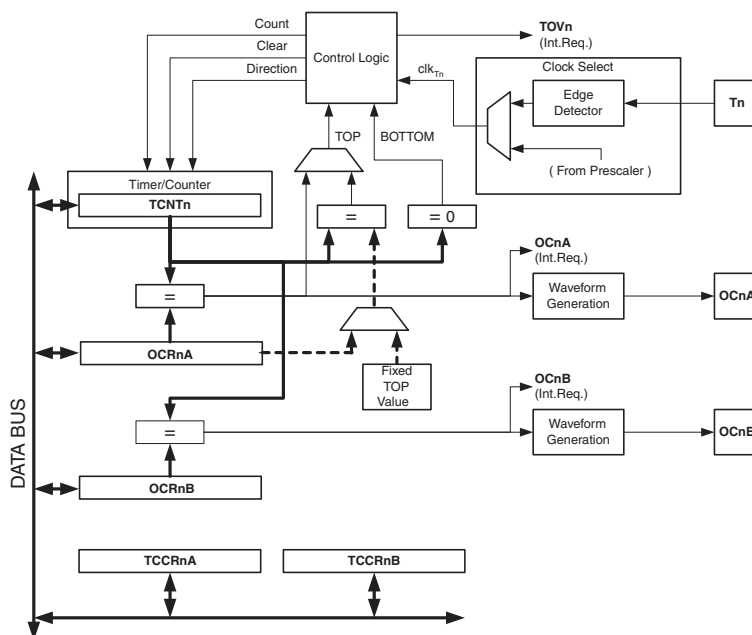 Count
Clear
Direction
Control Logic
TOVn
(Int.Req.)
clkTn
Clock Select
Edge
Detector
Tn
( From Prescaler )
TOP
BOTTOM
Timer/Counter
TCNTn
=
= 0
OCnA
(Int.Req.)
=
Waveform
Generation
OCnA
OCRnA
Fixed
TOP
Value
OCnB
(Int.Req.)
=
Waveform
Generation
OCnB
OCRnB
DATA BUS
TCCRnA
TCCRnB